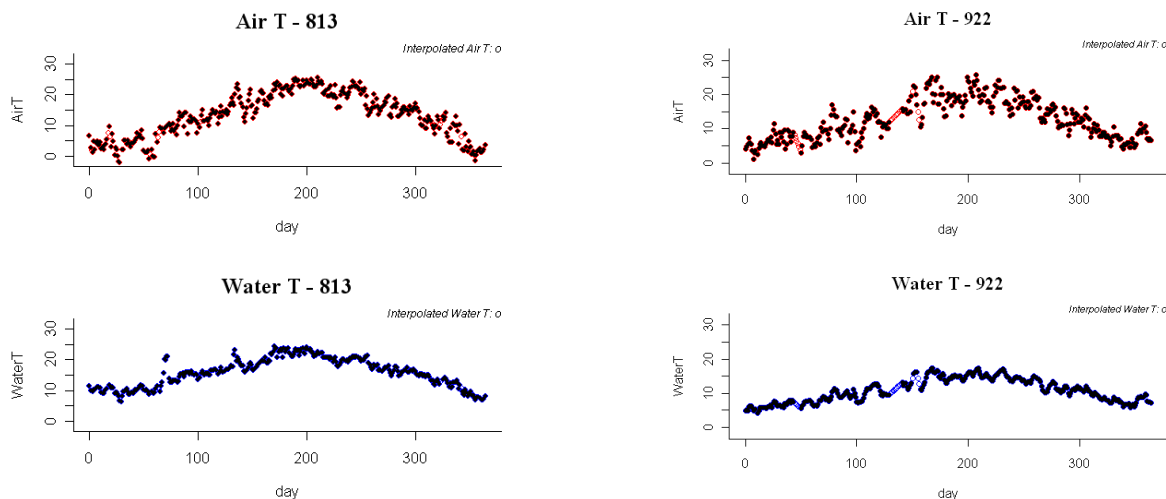 Air T - 813
Interpolated Air T: o
AirT
30
20
10
0
0 100 200 300
day
Air T - 922
Interpolated Air T: o
AirT
30
20
10
0
0 100 200 300
day
Water T - 813
Interpolated Water T: o
WaterT
30
20
10
0
0 100 200 300
day
Water T - 922
Interpolated Water T: o
WaterT
30
20
10
0
0 100 200 300
day